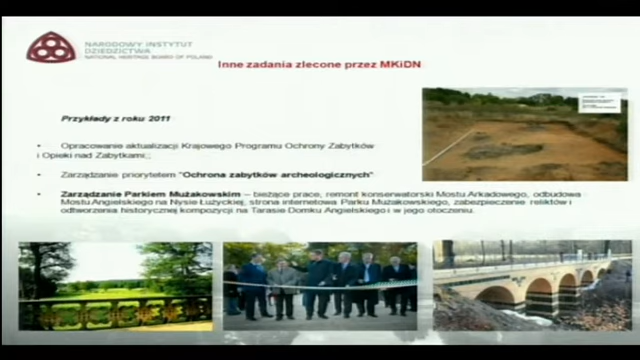 NARODOWY INSTYTUT
DZIEDZICTWA
NATIONAL HERITAGE BOARD OF POLAND
Inne zadania zlecone przez MKiDN
Przykłady z roku 2011
• Opracowanie aktualizacji Krajowego Programu Ochrony Zabytków
i Opieki nad Zabytkami;
• Zarządzanie priorytetem "Ochrona zabytków archeologicznych"
• Zarządzanie Parkiem Mużakowskim – bieżące prace, remont konserwatorski Mostu Arkadowego, odbudowa
Mostu Angielskiego na Nysie Łużyckiej, strona internetowa Parku Mużakowskiego, zabezpieczenie reliktów i
odtworzenia historycznej kompozycji na Tarasie Domku Angielskiego i w jego otoczeniu.